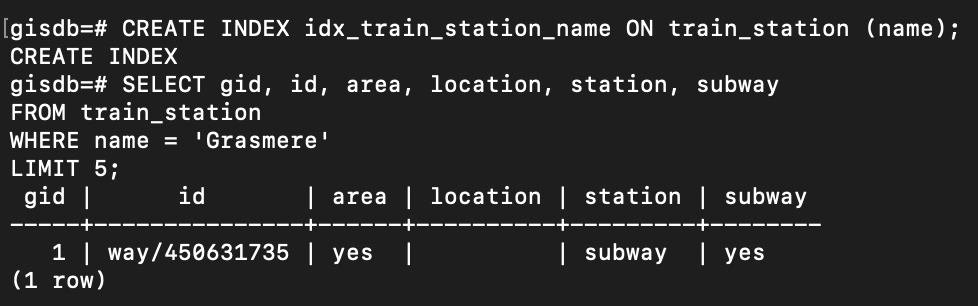 [gisdb=# CREATE INDEX idx_train_station_name ON train_station (name);
CREATE INDEX
gisdb=# SELECT gid, id, area, location, station, subway
FROM train_station
WHERE name = 'Grasmere'
LIMIT 5;
 gid |      id       | area | location | station | subway
-----+---------------+------+----------+---------+--------
   1 | way/450631735 | yes  |          | subway  | yes
(1 row)